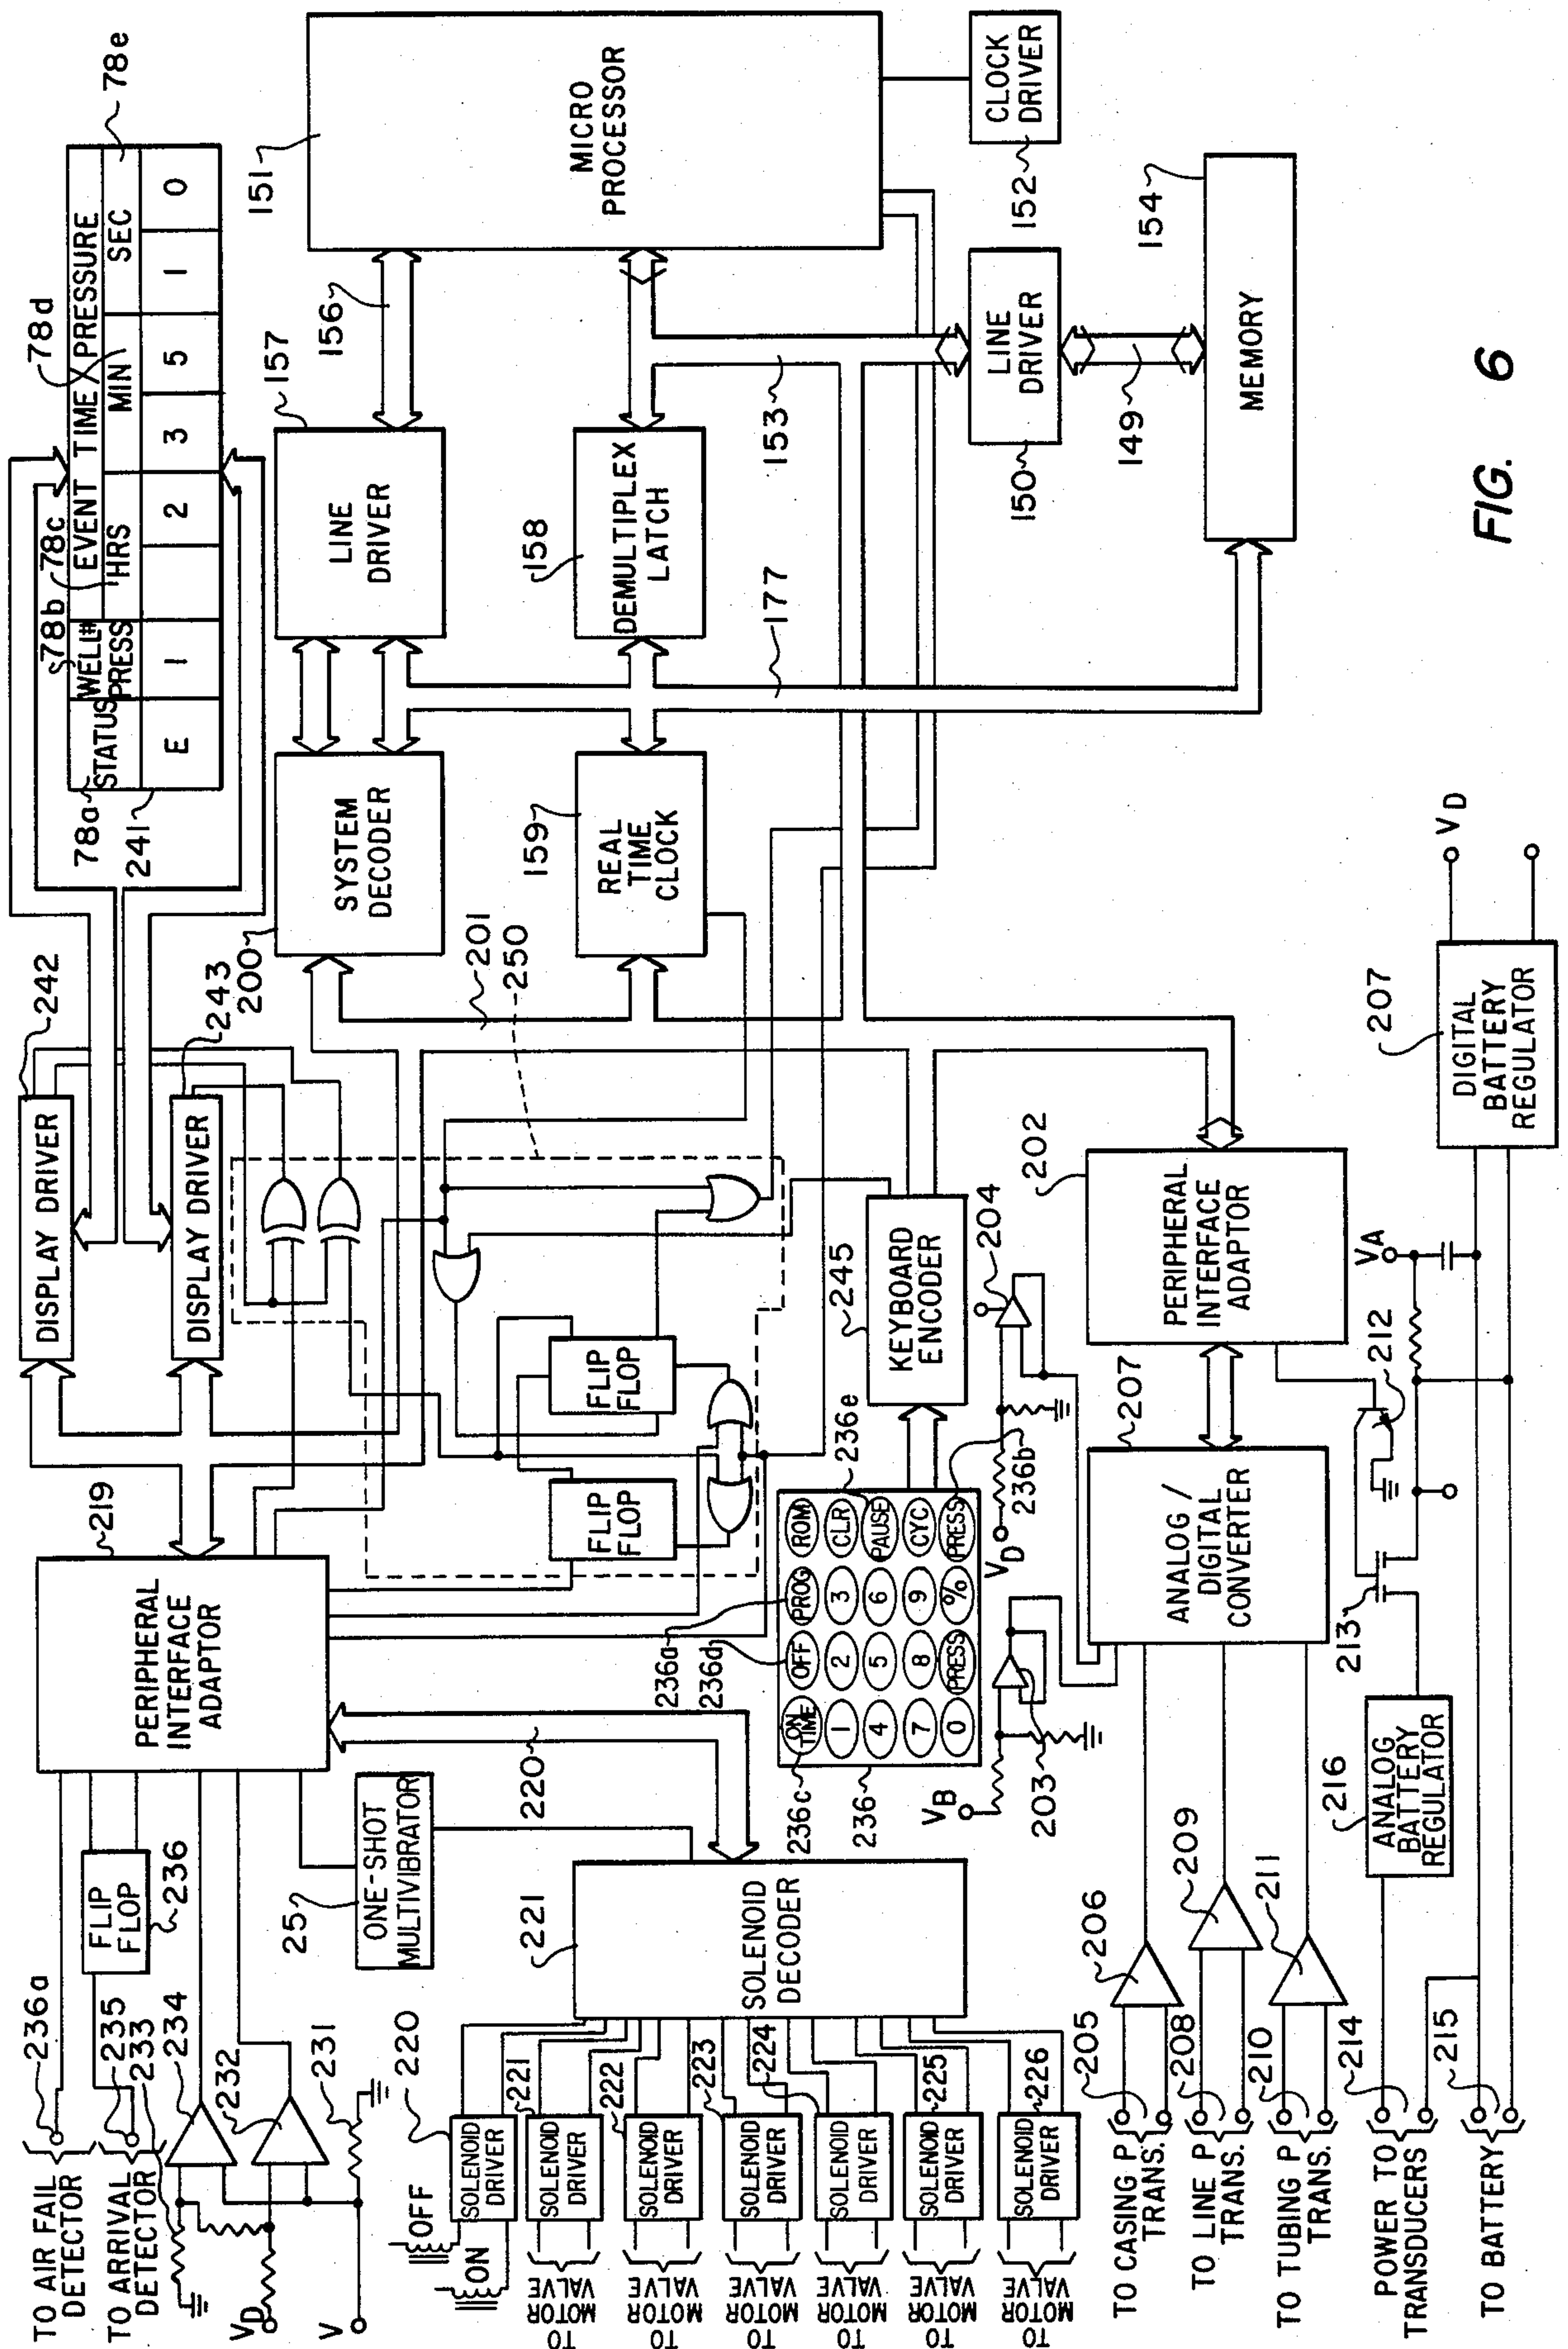 TO AIR FAIL
DETECTOR
236a
TO ARRIVAL
DETECTOR
235
233
234
232
231
VD
V
FLIP
FLOP
236
25
ONE-SHOT
MULTIVIBRATOR
PERIPHERAL
INTERFACE
ADAPTOR
219
220
DISPLAY DRIVER
242
DISPLAY DRIVER
243
78a
78b
78c
78d
78e
241
STATUS
WELL#
PRESS
EVENT TIME/PRESSURE
HRS
MIN
SEC
E
1
2
3
5
1
0
OFF
ON
220
SOLENOID
DRIVER
221
SOLENOID
DRIVER
222
SOLENOID
DRIVER
223
SOLENOID
DRIVER
224
SOLENOID
DRIVER
225
SOLENOID
DRIVER
226
SOLENOID
DRIVER
TO
MOTOR
VALVE
TO
MOTOR
VALVE
TO
MOTOR
VALVE
TO
MOTOR
VALVE
TO
MOTOR
VALVE
TO
MOTOR
VALVE
221
SOLENOID
DECODER
FLIP
FLOP
FLIP
FLOP
250
201
200
SYSTEM
DECODER
157
LINE
DRIVER
156
151
MICRO
PROCESSOR
159
REAL
TIME
CLOCK
158
DEMULTIPLEX
LATCH
177
153
152
CLOCK
DRIVER
150
LINE
DRIVER
149
154
MEMORY
236a
236d
236c
236
236e
236b
ON
TIME
OFF
PROG
ROM
1
2
3
CLR
4
5
6
PAUSE
7
8
9
CYC
0
PRESS
%
PRESS
245
KEYBOARD
ENCODER
VB
203
VD
204
TO CASING P
TRANS.
205
206
TO LINE P
TRANS.
208
209
TO TUBING P
TRANS.
210
211
POWER TO
TRANSDUCERS
214
TO BATTERY
215
207
ANALOG /
DIGITAL
CONVERTER
202
PERIPHERAL
INTERFACE
ADAPTOR
216
ANALOG
BATTERY
REGULATOR
213
212
VA
207
DIGITAL
BATTERY
REGULATOR
VD
FIG. 6